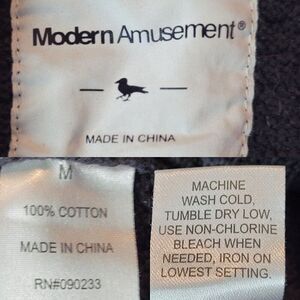 Modern Amusement®
MADE IN CHINA
M
100% COTTON
MADE IN CHINA
RN#090233
MACHINE
WASH COLD,
TUMBLE DRY LOW,
USE NON-CHLORINE
BLEACH WHEN
NEEDED, IRON ON
LOWEST SETTING.